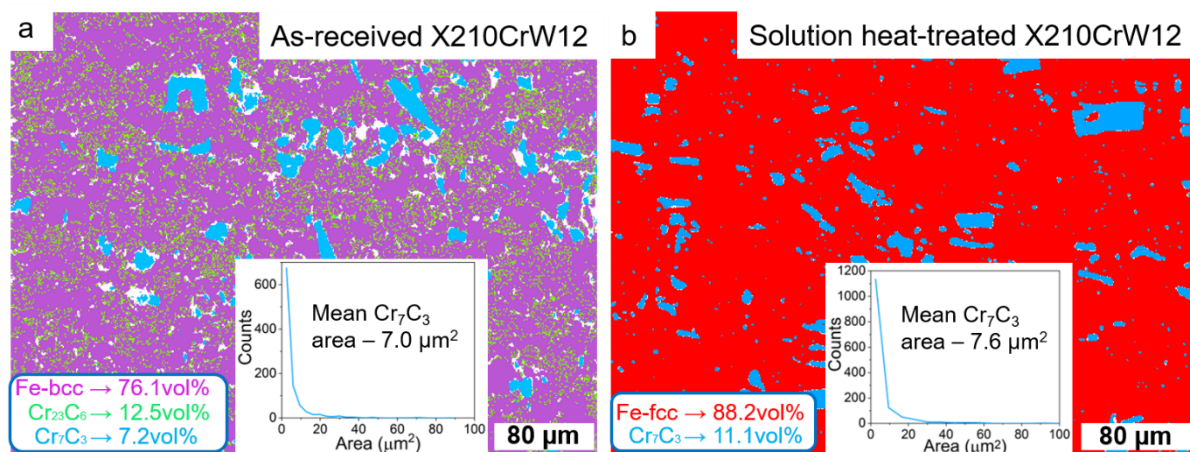 a
As-received X210CrW12
600
400
200
0
Counts
Mean Cr₇C₃
area – 7.0 µm²
0 20 40 60 80 100
Area (µm²)
Fe-bcc → 76.1vol%
Cr₂₃C₆ → 12.5vol%
Cr₇C₃ → 7.2vol%
80 µm
b
Solution heat-treated X210CrW12
1200
1000
800
600
400
200
0
Counts
Mean Cr₇C₃
area – 7.6 µm²
0 20 40 60 80 100
Area (µm²)
Fe-fcc → 88.2vol%
Cr₇C₃ → 11.1vol%
80 µm